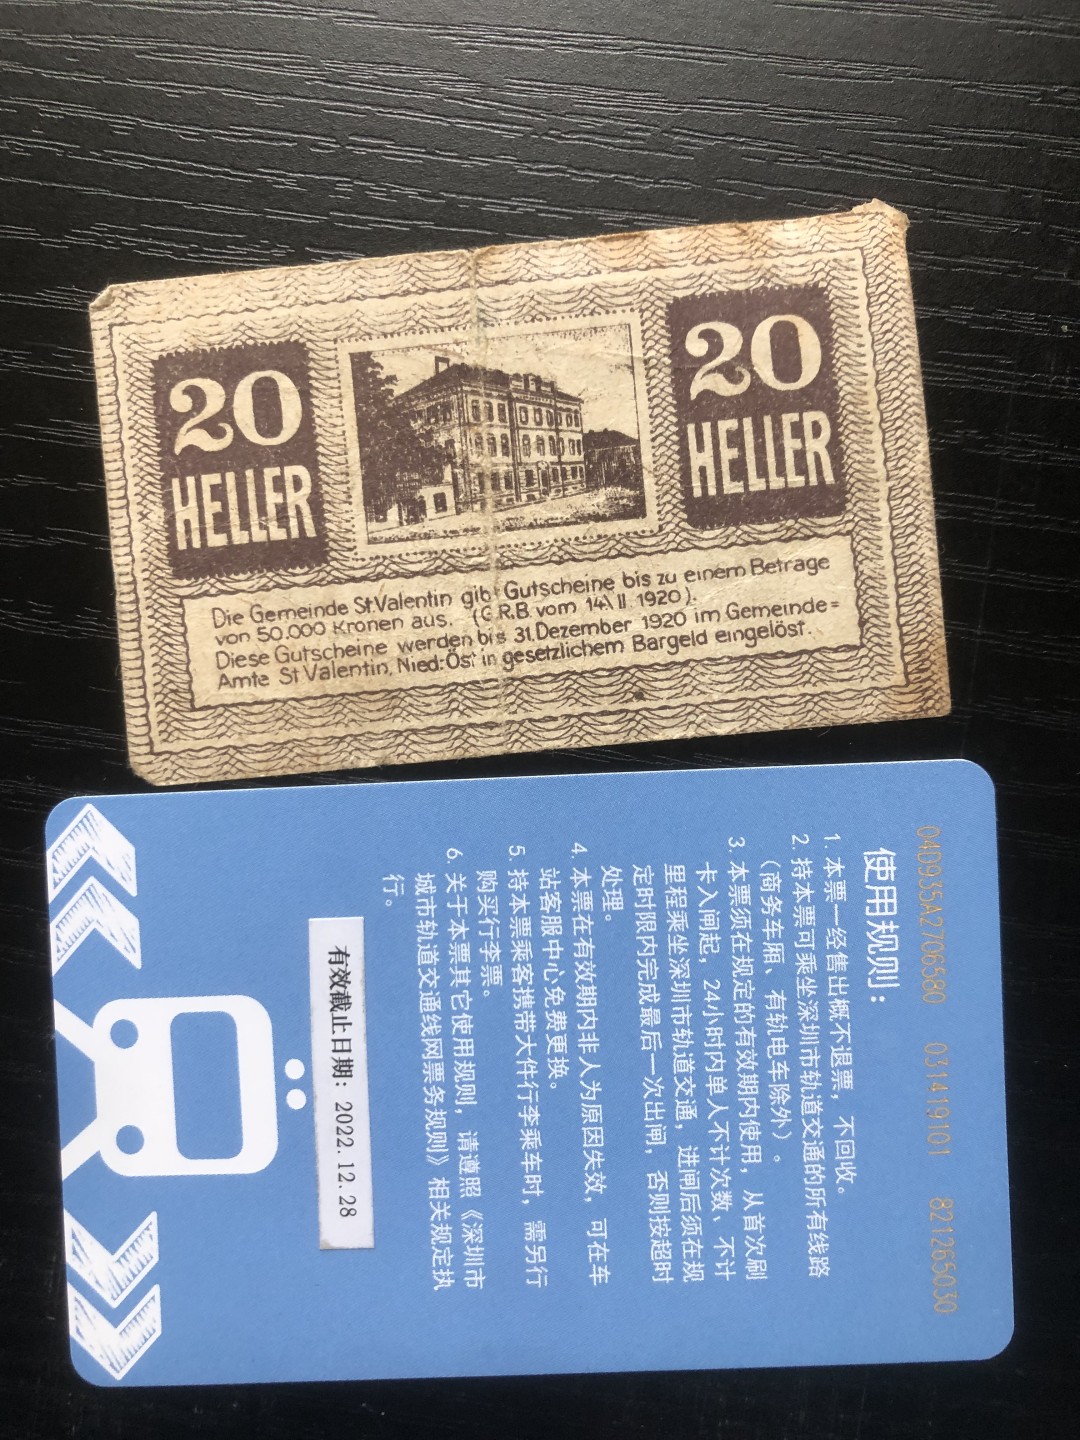 20
HELLER
20
HELLER
Die Gemeinde St.Valentin gibt Gutscheine bis zu einem Betrage
von 50.000 Kronen aus. (G.R.B. vom 14\II 1920).
Diese Gutscheine werden bis 31.Dezember 1920 im Gemeinde=
Amte St Valentin, Nied:Öst in gesetzlichem Bargeld eingelöst.
040935A2706580 031419101 821265030
使用规则：
1. 本票一经售出概不退票，不回收。
2. 持本票可乘坐深圳市轨道交通的所有线路
（商务车厢、有轨电车除外）。
3. 本票须在规定的有效期内使用，从首次刷
卡入闸起，24小时内单人不计次数、不计
里程乘坐深圳市轨道交通，进闸后须在规
定时限内完成最后一次出闸，否则按超时
处理。
4. 本票在有效期内非人为原因失效，可在车
站客服中心免费更换。
5. 持本票乘客携带大件行李乘车时，需另行
购买行李票。
6. 关于本票其它使用规则，请遵照《深圳市
城市轨道交通线网票务规则》相关规定执
行。
有效截止日期：2022.12.28